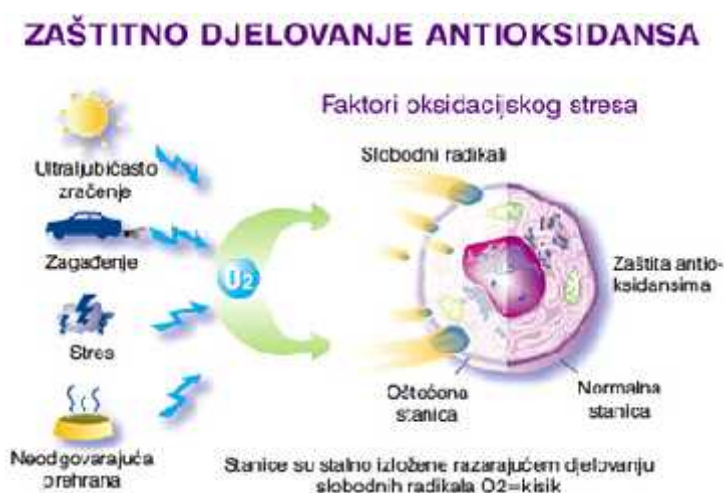 ZAŠTITNO DJELOVANJE ANTIOKSIDANSA
Faktori oksidacijskog stresa
Ultraljubičasto
zračenje
Zagađenje
Stres
Neodgovarajuća
prehrana
O2
Slobodni radikali
Zaštita antio-
ksidansima
Oštećena
stanica
Normalna
stanica
Stanice su stalno izložene razarajućem djelovanju
slobodnih radikala O2=kisik